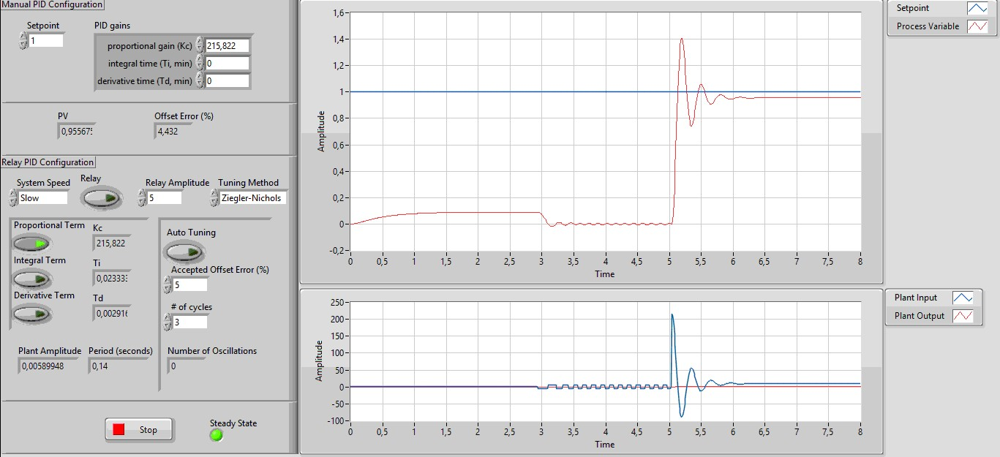 Manual PID Configuration
Setpoint
1
PID gains
proportional gain (Kc) 215,822
integral time (Ti, min) 0
derivative time (Td, min) 0
PV
0,955675
Offset Error (%)
4,432
Relay PID Configuration
System Speed
Slow
Relay
Relay Amplitude
5
Tuning Method
Ziegler-Nichols
Proportional Term
Kc
215,822
Integral Term
Ti
0,023333
Derivative Term
Td
0,002916
Auto Tuning
Accepted Offset Error (%)
5
# of cycles
3
Plant Amplitude
0,00589948
Period (seconds)
0,14
Number of Oscillations
0
Stop
Steady State
1,6
1,4
1,2
1
0,8
0,6
0,4
0,2
0
-0,2
Amplitude
0 0,5 1 1,5 2 2,5 3 3,5 4 4,5 5 5,5 6 6,5 7 7,5 8
Time
Setpoint
Process Variable
250
200
150
100
50
0
-50
-100
Amplitude
0 0,5 1 1,5 2 2,5 3 3,5 4 4,5 5 5,5 6 6,5 7 7,5 8
Time
Plant Input
Plant Output